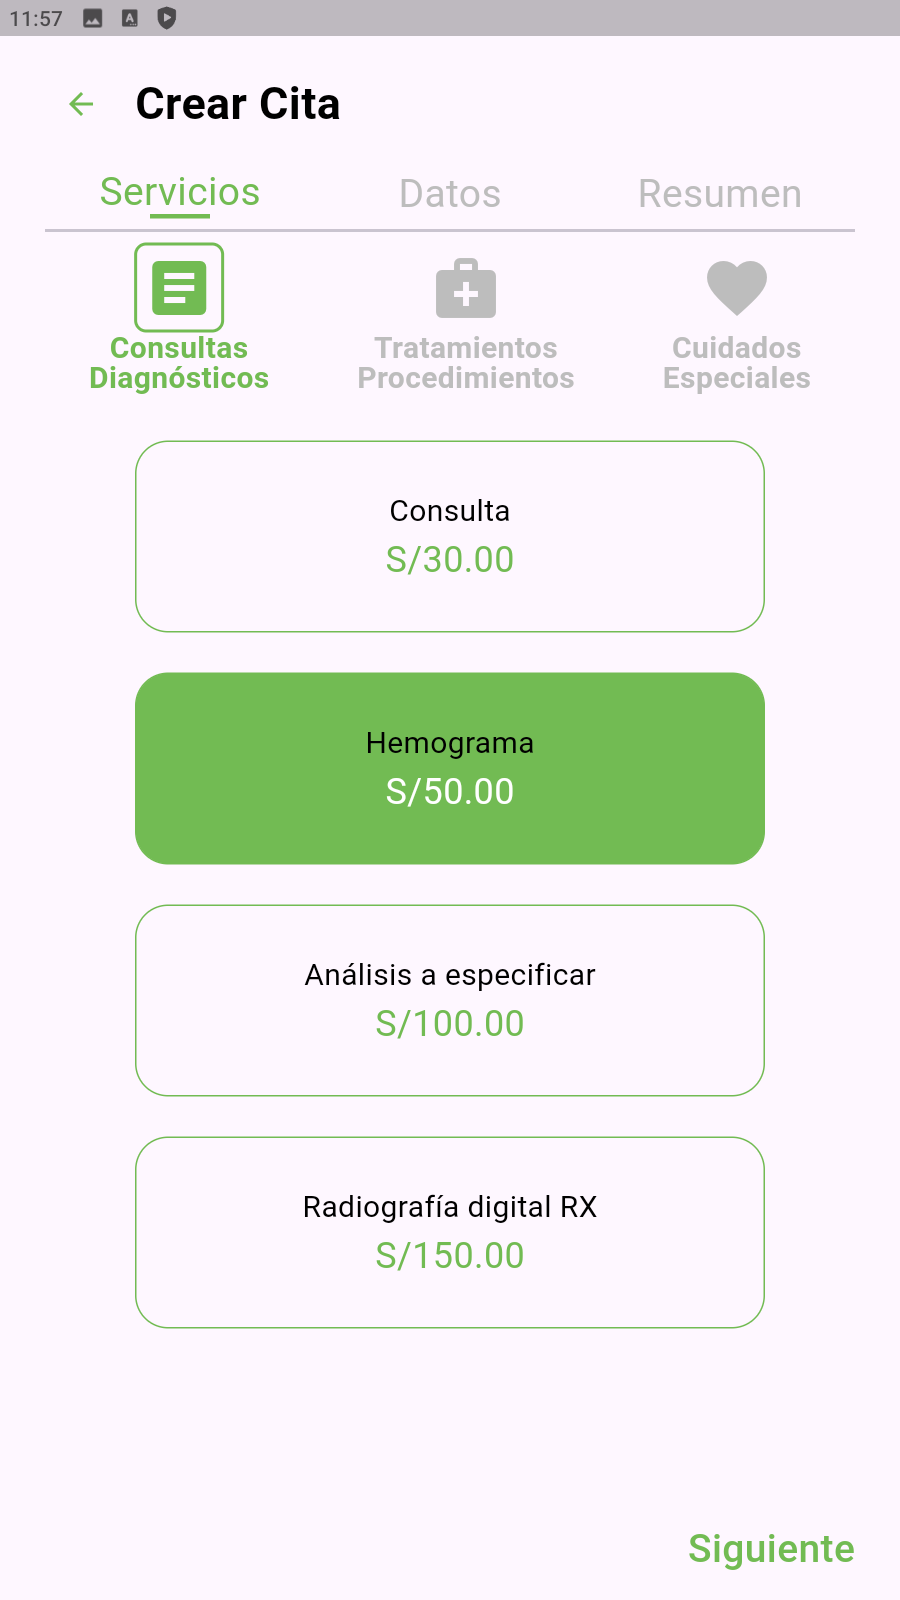 11:57
Crear Cita
Servicios
Datos
Resumen
Consultas
Diagnósticos
Tratamientos
Procedimientos
Cuidados
Especiales
Consulta
S/30.00
Hemograma
S/50.00
Análisis a especificar
S/100.00
Radiografía digital RX
S/150.00
Siguiente